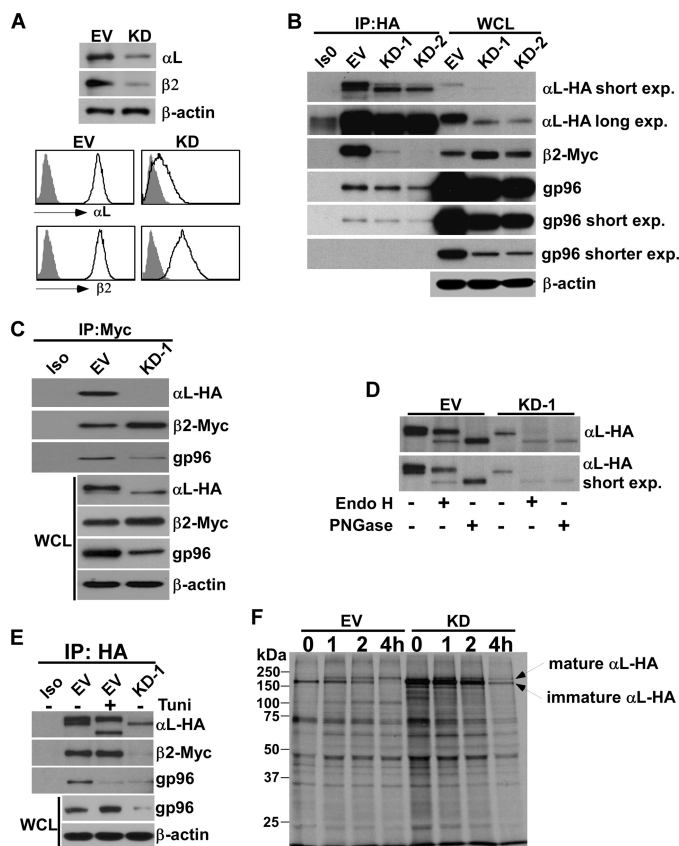 A
EV KD
αL
β2
β-actin
EV KD
αL
β2
B
IP:HA WCL
Is0 EV KD-1 KD-2 EV KD-1 KD-2
αL-HA short exp.
αL-HA long exp.
β2-Myc
gp96
gp96 short exp.
gp96 shorter exp.
β-actin
C
IP:Myc
Iso EV KD-1
αL-HA
β2-Myc
gp96
WCL
αL-HA
β2-Myc
gp96
β-actin
D
EV KD-1
αL-HA
αL-HA
short exp.
Endo H - + - - + -
PNGase - - + - - +
E
IP: HA
Iso EV EV KD-1
- - + - Tuni
αL-HA
β2-Myc
gp96
WCL
gp96
β-actin
F
EV KD
0 1 2 4h 0 1 2 4h
kDa
250
150
100
75
50
37
25
mature αL-HA
immature αL-HA